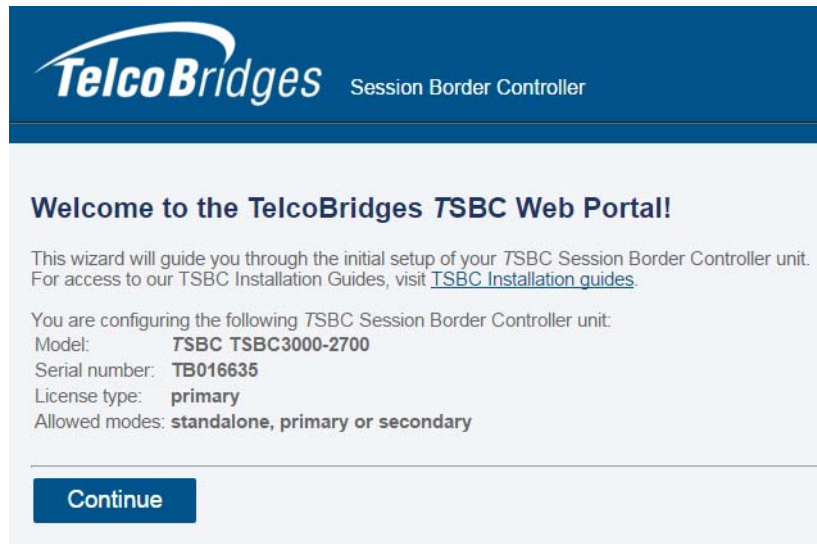 TelcoBridges Session Border Controller
Welcome to the TelcoBridges TSBC Web Portal!
This wizard will guide you through the initial setup of your TSBC Session Border Controller unit.
For access to our TSBC Installation Guides, visit TSBC Installation guides.
You are configuring the following TSBC Session Border Controller unit:
Model: TSBC TSBC3000-2700
Serial number: TB016635
License type: primary
Allowed modes: standalone, primary or secondary
Continue